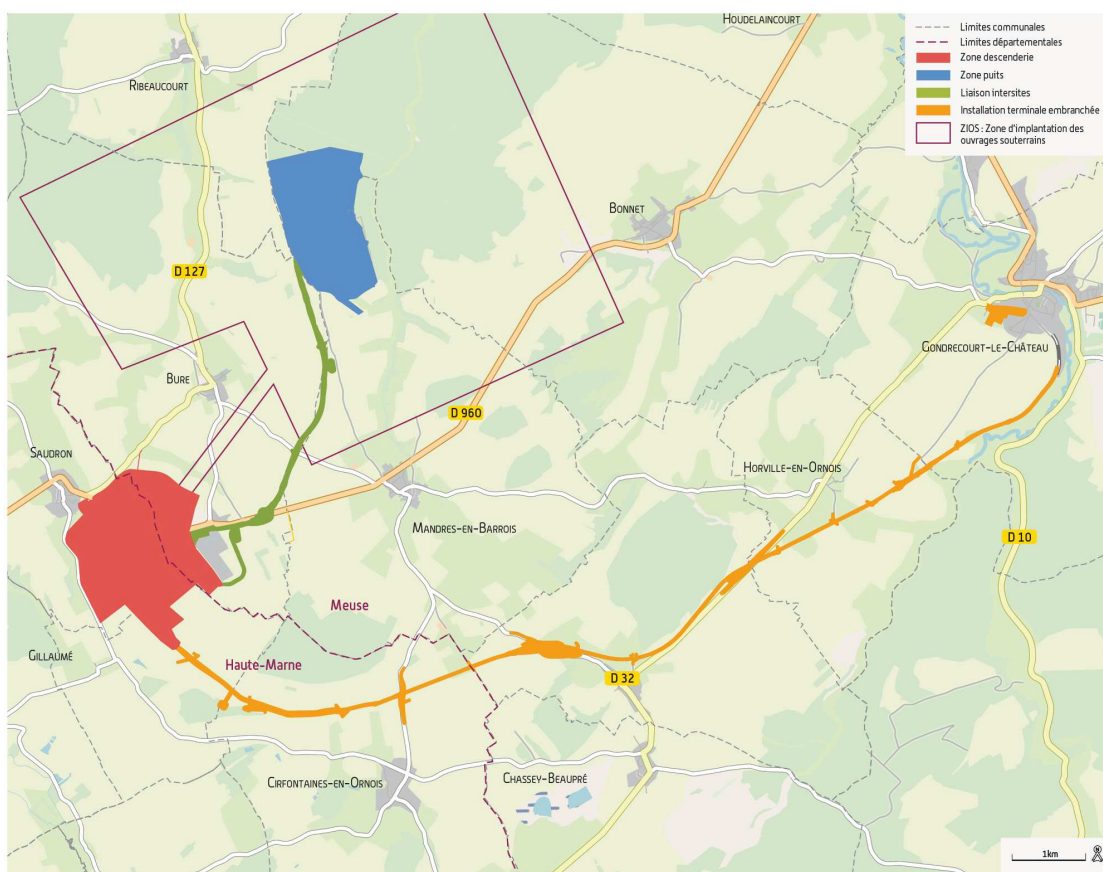 HOUDELAINCOURT
Limites communales
Limites départementales
Zone descenderie
Zone puits
Liaison intersites
Installation terminale embranchée
ZIOS : Zone d'implantation des
ouvrages souterrains
RIBEAUCOURT
BONNET
D 127
GONDRECOURT-LE-CHÂTEAU
BURE
D 960
SAUDRON
HORVILLE-EN-ORNOIS
MANDRES-EN-BARROIS
D 10
Meuse
GILLAUMÉ
Haute-Marne
D 32
CIRFONTAINES-EN-ORNOIS
CHASSEY-BEAUPRÉ
1km
N